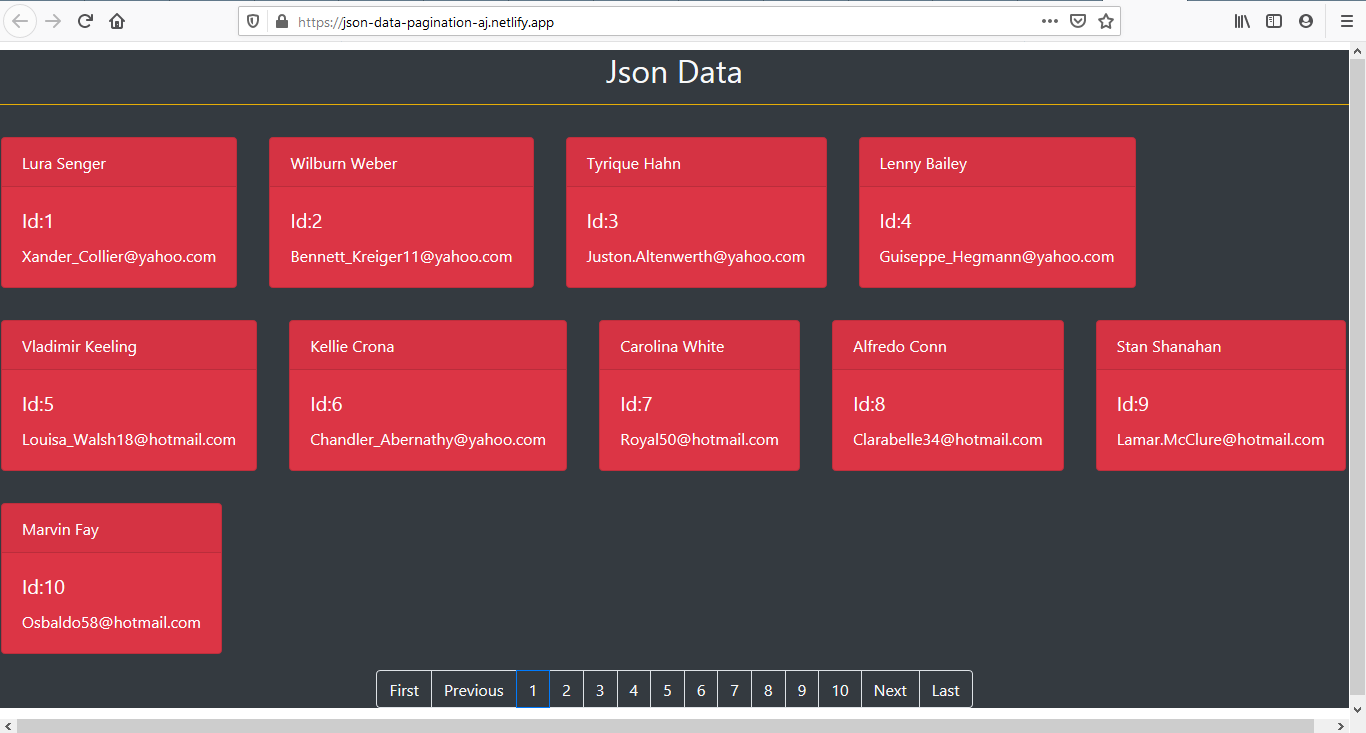 https://json-data-pagination-aj.netlify.app
Json Data
Lura Senger
Id:1
Xander_Collier@yahoo.com
Wilburn Weber
Id:2
Bennett_Kreiger11@yahoo.com
Tyrique Hahn
Id:3
Juston.Altenwerth@yahoo.com
Lenny Bailey
Id:4
Guiseppe_Hegmann@yahoo.com
Vladimir Keeling
Id:5
Louisa_Walsh18@hotmail.com
Kellie Crona
Id:6
Chandler_Abernathy@yahoo.com
Carolina White
Id:7
Royal50@hotmail.com
Alfredo Conn
Id:8
Clarabelle34@hotmail.com
Stan Shanahan
Id:9
Lamar.McClure@hotmail.com
Marvin Fay
Id:10
Osbaldo58@hotmail.com
First Previous 1 2 3 4 5 6 7 8 9 10 Next Last